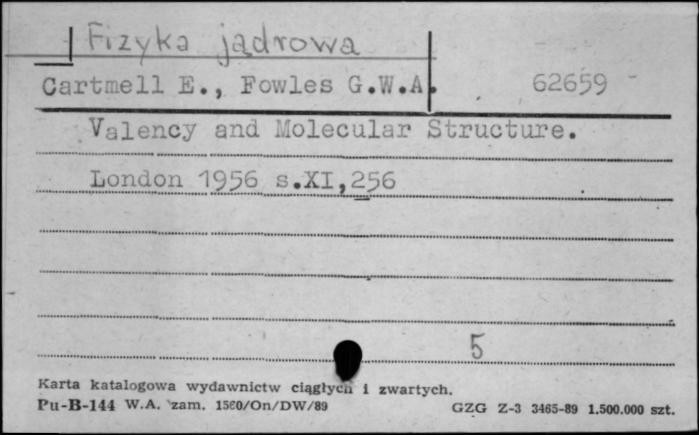 Fizyka jądrowa
Cartmell E., Fowles G.W.A. 62659
Valency and Molecular Structure.
London 1956 s.XI,256
5
Karta katalogowa wydawnictw ciągłych i zwartych.
Pu-B-144 W.A. zam. 1560/On/DW/89 GZG Z-3 3465-89 1.500.000 szt.